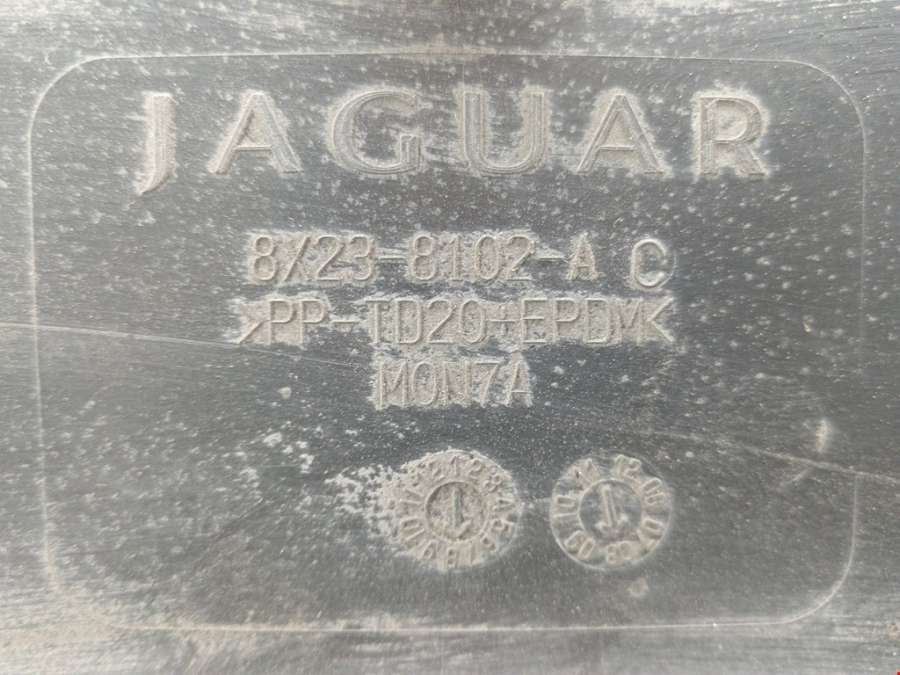 JAGUAR
8X23-8102-A C
>PP-TD20+EPDM<
MON7A